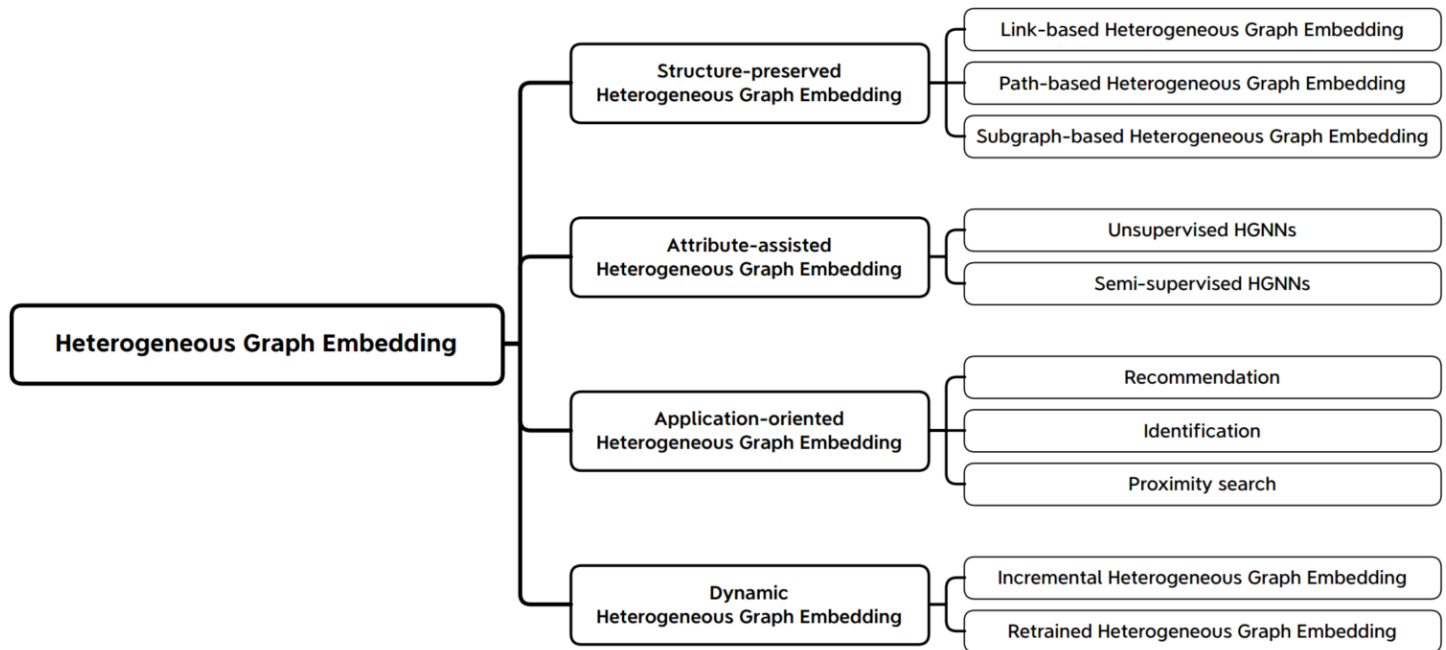 Heterogeneous Graph Embedding
Structure-preserved
Heterogeneous Graph Embedding
Link-based Heterogeneous Graph Embedding
Path-based Heterogeneous Graph Embedding
Subgraph-based Heterogeneous Graph Embedding
Attribute-assisted
Heterogeneous Graph Embedding
Unsupervised HGNNs
Semi-supervised HGNNs
Application-oriented
Heterogeneous Graph Embedding
Recommendation
Identification
Proximity search
Dynamic
Heterogeneous Graph Embedding
Incremental Heterogeneous Graph Embedding
Retrained Heterogeneous Graph Embedding